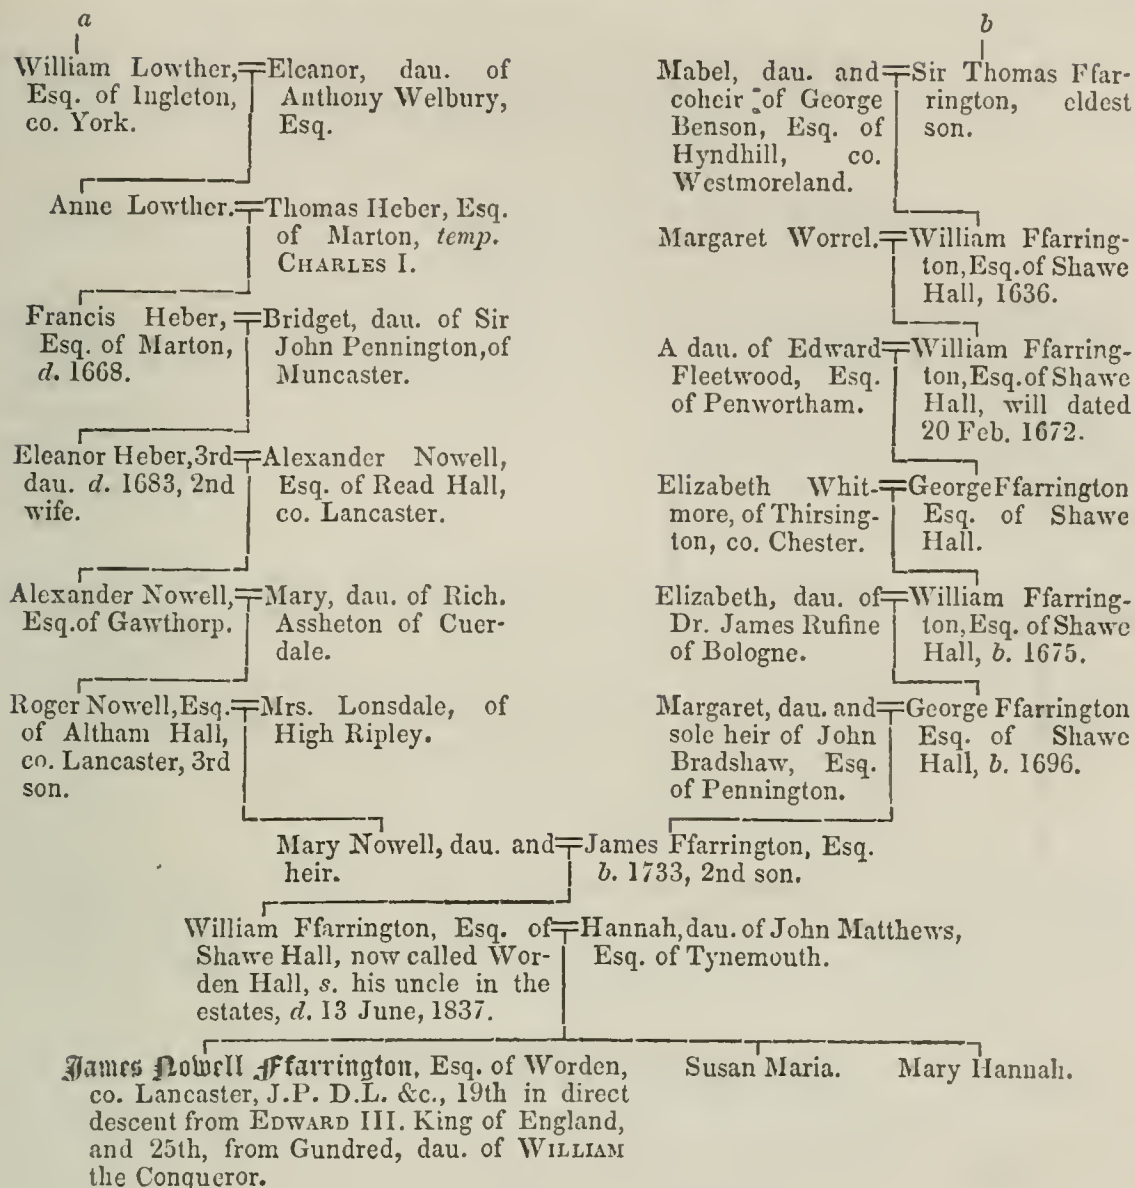 a
William Lowther,
Esq. of Ingleton,
co. York.
Eleanor, dau. of
Anthony Welbury,
Esq.
Anne Lowther.
Thomas Heber, Esq.
of Marton, temp.
CHARLES I.
Francis Heber,
Esq. of Marton,
d. 1668.
Bridget, dau. of Sir
John Pennington, of
Muncaster.
Eleanor Heber, 3rd
dau. d. 1683, 2nd
wife.
Alexander Nowell,
Esq. of Read Hall,
co. Lancaster.
Alexander Nowell,
Esq. of Gawthorp.
Mary, dau. of Rich.
Assheton of Cuer-
dale.
Roger Nowell, Esq.
of Altham Hall,
co. Lancaster, 3rd
son.
Mrs. Lonsdale, of
High Ripley.
b
Mabel, dau. and
coheir of George
Benson, Esq. of
Hyndhill, co.
Westmoreland.
Sir Thomas Ffar-
rington, eldest
son.
Margaret Worrel.
William Ffarring-
ton, Esq. of Shawe
Hall, 1636.
A dau. of Edward
Fleetwood, Esq.
of Penwortham.
William Ffarring-
ton, Esq. of Shawe
Hall, will dated
20 Feb. 1672.
Elizabeth Whit-
more, of Thirsing-
ton, co. Chester.
George Ffarrington
Esq. of Shawe
Hall.
Elizabeth, dau. of
Dr. James Rufine
of Bologne.
William Ffarring-
ton, Esq. of Shawe
Hall, b. 1675.
Margaret, dau. and
sole heir of John
Bradshaw, Esq.
of Pennington.
George Ffarrington
Esq. of Shawe
Hall, b. 1696.
Mary Nowell, dau. and
heir.
James Ffarrington, Esq.
b. 1733, 2nd son.
William Ffarrington, Esq. of
Shawe Hall, now called Wor-
den Hall, s. his uncle in the
estates, d. 13 June, 1837.
Hannah, dau. of John Matthews,
Esq. of Tynemouth.
James Nowell Ffarrington, Esq. of Worden,
co. Lancaster, J.P. D.L. &c., 19th in direct
descent from EDWARD III. King of England,
and 25th, from Gundred, dau. of WILLIAM
the Conqueror.
Susan Maria.
Mary Hannah.